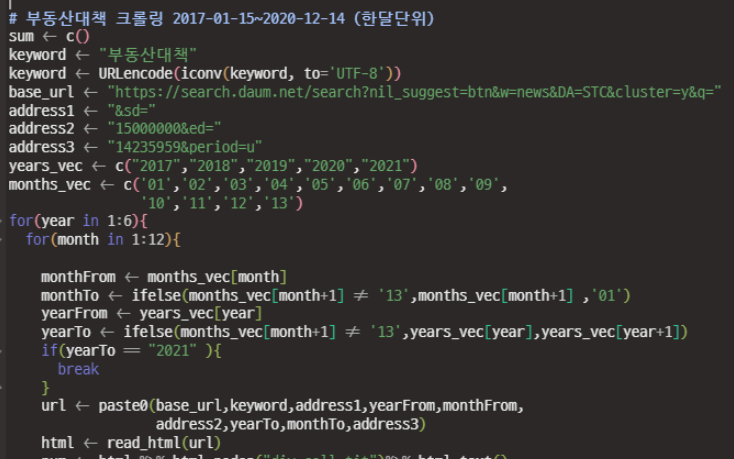 # 부동산대책 크롤링 2017-01-15~2020-12-14 (한달단위)
sum ← c()
keyword ← "부동산대책"
keyword ← URLencode(iconv(keyword, to='UTF-8'))
base_url ← "https://search.daum.net/search?nil_suggest=btn&w=news&DA=STC&cluster=y&q="
address1 ← "&sd="
address2 ← "15000000&ed="
address3 ← "14235959&period=u"
years_vec ← c("2017","2018","2019","2020","2021")
months_vec ← c('01','02','03','04','05','06','07','08','09',
'10','11','12','13')
for(year in 1:6){
for(month in 1:12){
monthFrom ← months_vec[month]
monthTo ← ifelse(months_vec[month+1] ≠ '13',months_vec[month+1] ,'01')
yearFrom ← years_vec[year]
yearTo ← ifelse(months_vec[month+1] ≠ '13',years_vec[year],years_vec[year+1])
if(yearTo == "2021" ){
break
}
url ← paste0(base_url,keyword,address1,yearFrom,monthFrom,
address2,yearTo,monthTo,address3)
html ← read_html(url)